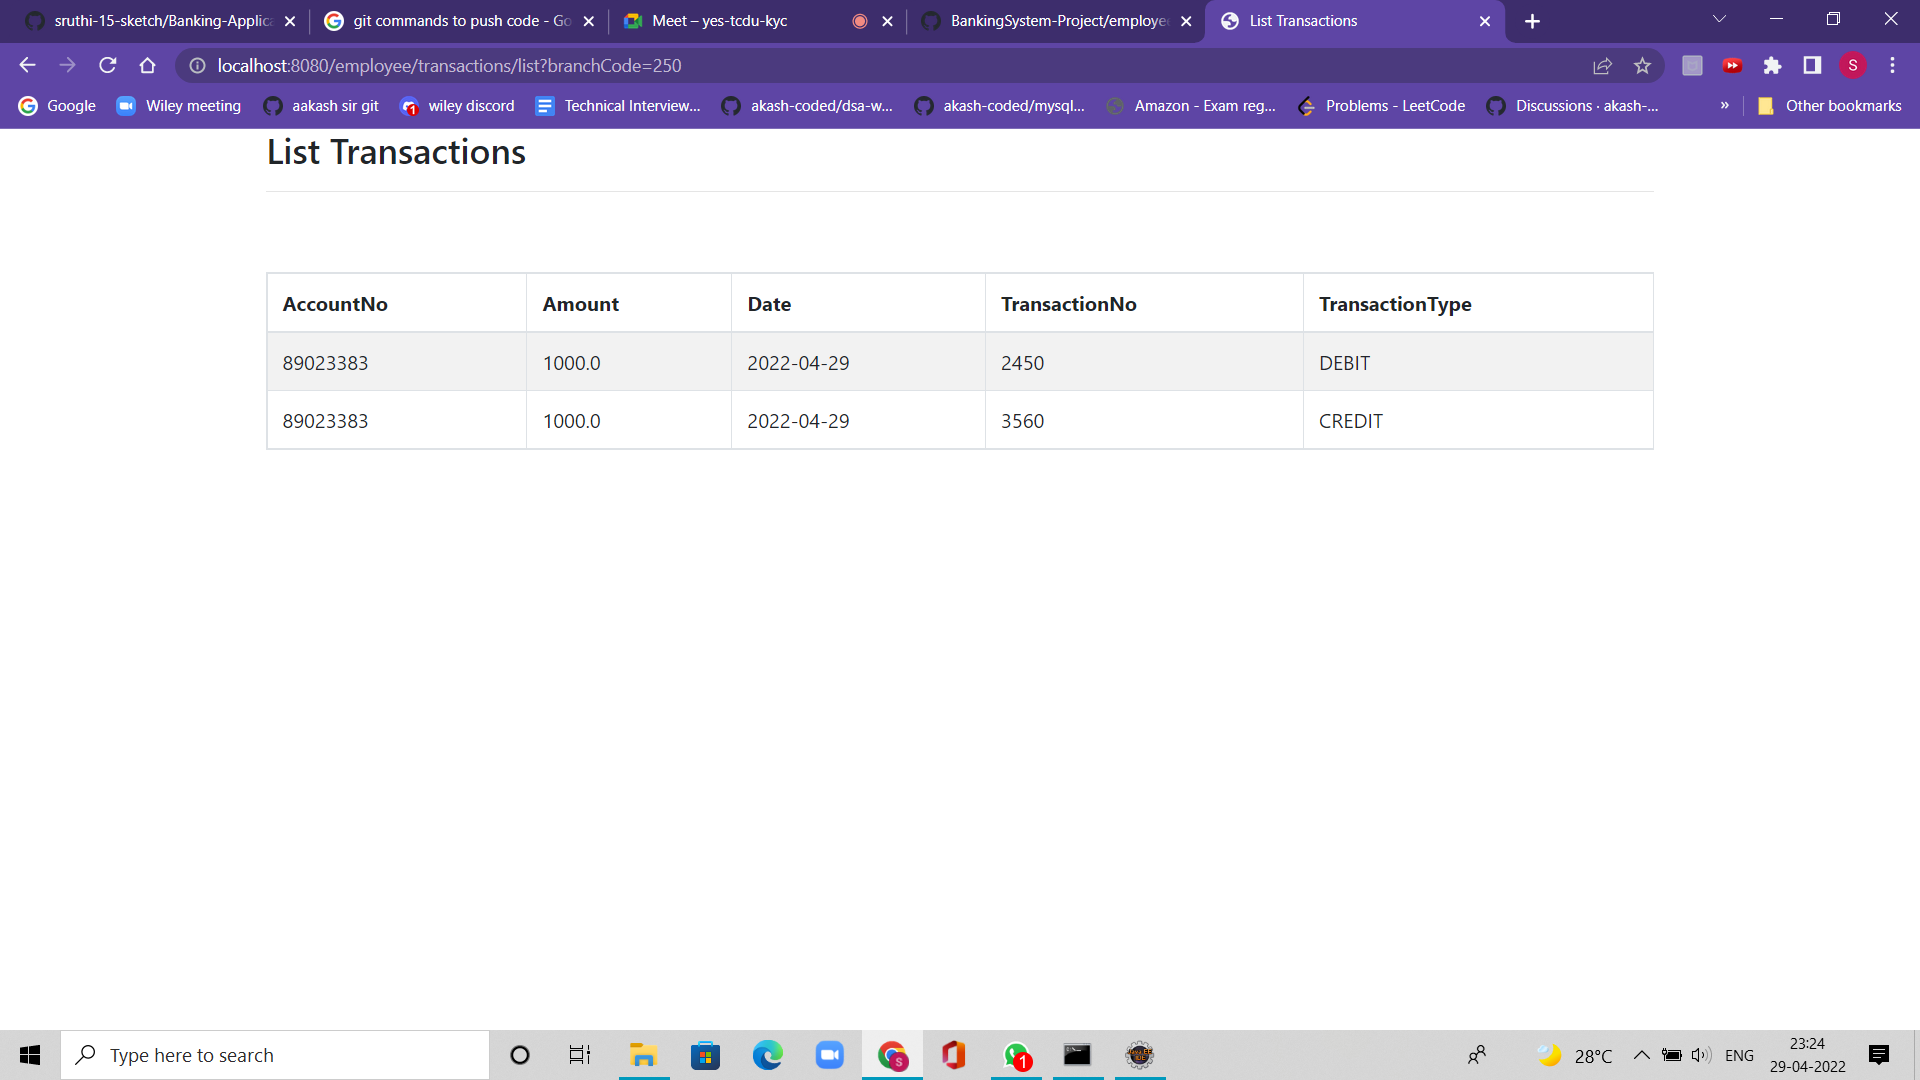 sruthi-15-sketch/Banking-Applica
git commands to push code - Go
Meet – yes-tcdu-kyc
BankingSystem-Project/employe
List Transactions
localhost:8080/employee/transactions/list?branchCode=250
S
Google
Wiley meeting
aakash sir git
1
wiley discord
Technical Interview...
akash-coded/dsa-w...
akash-coded/mysql...
Amazon - Exam reg...
Problems - LeetCode
Discussions · akash-...
»
Other bookmarks
List Transactions
AccountNo Amount Date TransactionNo TransactionType
89023383 1000.0 2022-04-29 2450 DEBIT
89023383 1000.0 2022-04-29 3560 CREDIT
Type here to search
S
1
28°C
ENG
23:24
29-04-2022